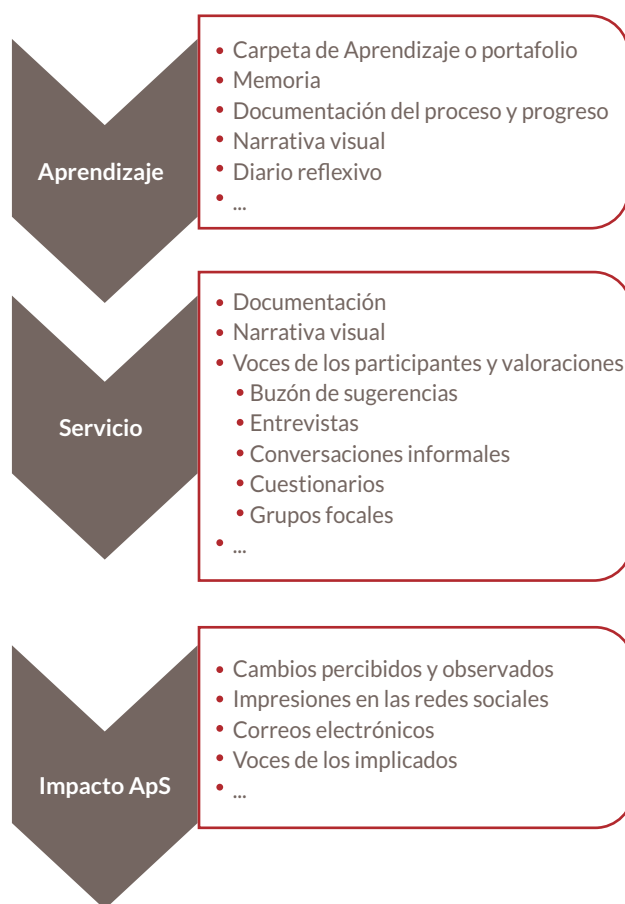 Aprendizaje
• Carpeta de Aprendizaje o portafolio
• Memoria
• Documentación del proceso y progreso
• Narrativa visual
• Diario reflexivo
• ...
Servicio
• Documentación
• Narrativa visual
• Voces de los participantes y valoraciones
• Buzón de sugerencias
• Entrevistas
• Conversaciones informales
• Cuestionarios
• Grupos focales
• ...
Impacto ApS
• Cambios percibidos y observados
• Impresiones en las redes sociales
• Correos electrónicos
• Voces de los implicados
• ...